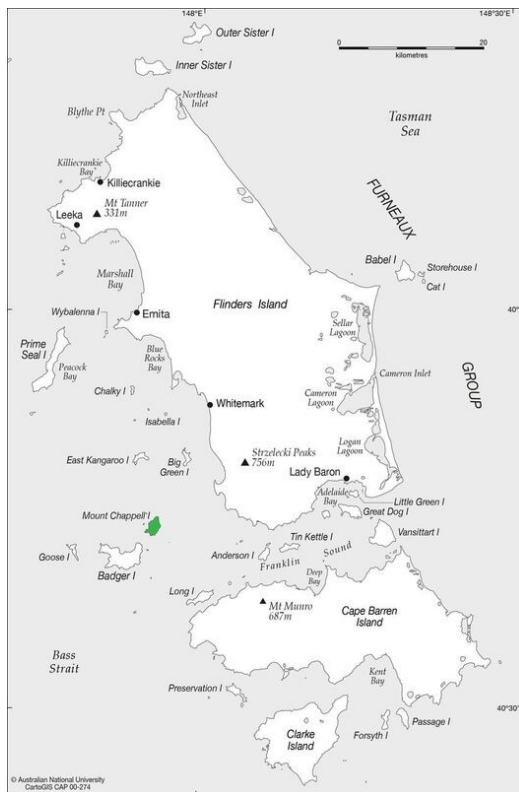 148°E
148°30'E
Outer Sister I
0
20
kilometres
Inner Sister I
Northeast
Inlet
Blythe Pt
Tasman
Sea
Killiecrankie
Bay
Killiecrankie
Mt Tanner
331m
Leeka
FURNEAUX
Babel I
Storehouse I
Cat I
Marshall
Bay
Flinders Island
40°
Wybalenna I
Emita
Sellar
Lagoon
Prime
Seal I
Peacock
Bay
Blue
Rocks
Bay
Cameron Inlet
GROUP
Chalky I
Cameron
Lagoon
Whitemark
Isabella I
Logan
Lagoon
Strzelecki Peaks
756m
East Kangaroo I
Big
Green I
Lady Baron
Adelaide
Bay
Little Green I
Great Dog I
Mount Chappell I
Vansittart I
Tin Kettle I
Goose I
Badger I
Anderson I
Franklin Sound
Deep
Bay
Long I
Mt Munro
687m
Cape Barren
Island
Bass
Strait
Kent
Bay
Preservation I
40°30'
Passage I
Forsyth I
Clarke
Island
© Australian National University
CartoGIS CAP 00-274